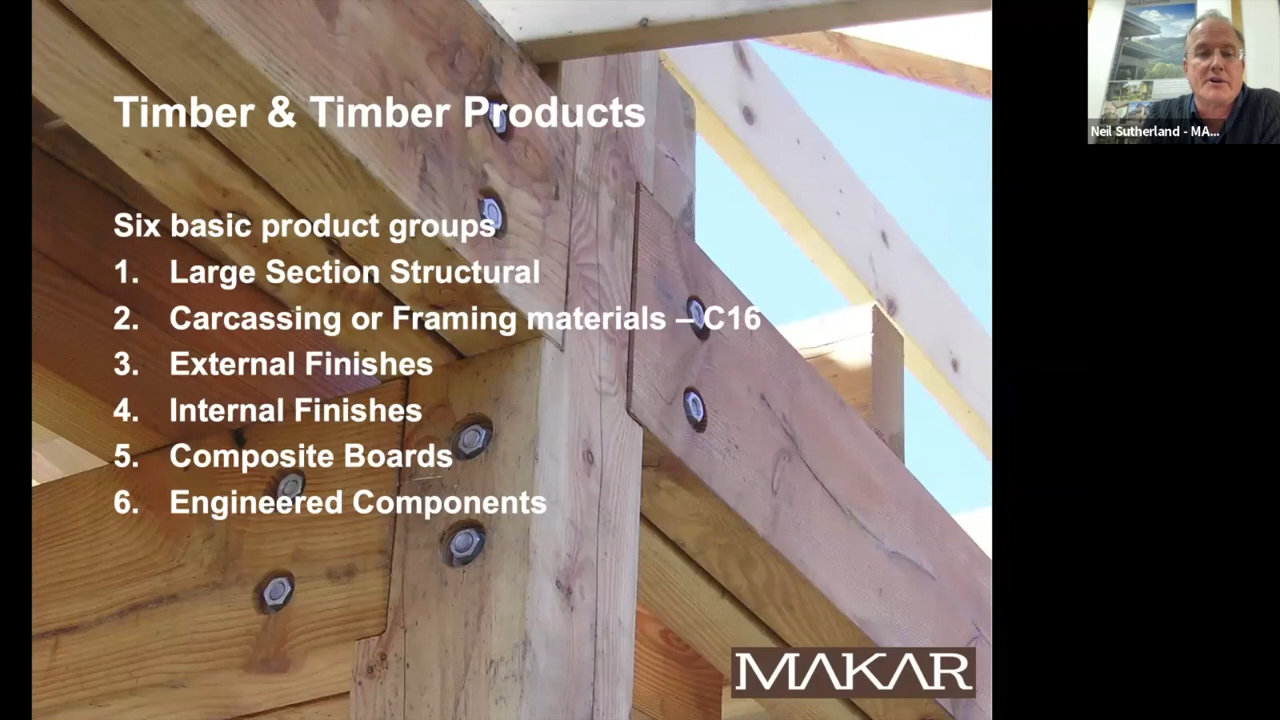 Timber & Timber Products
Six basic product groups
1. Large Section Structural
2. Carcassing or Framing materials – C16
3. External Finishes
4. Internal Finishes
5. Composite Boards
6. Engineered Components
MAKAR
Neil Sutherland - MA...